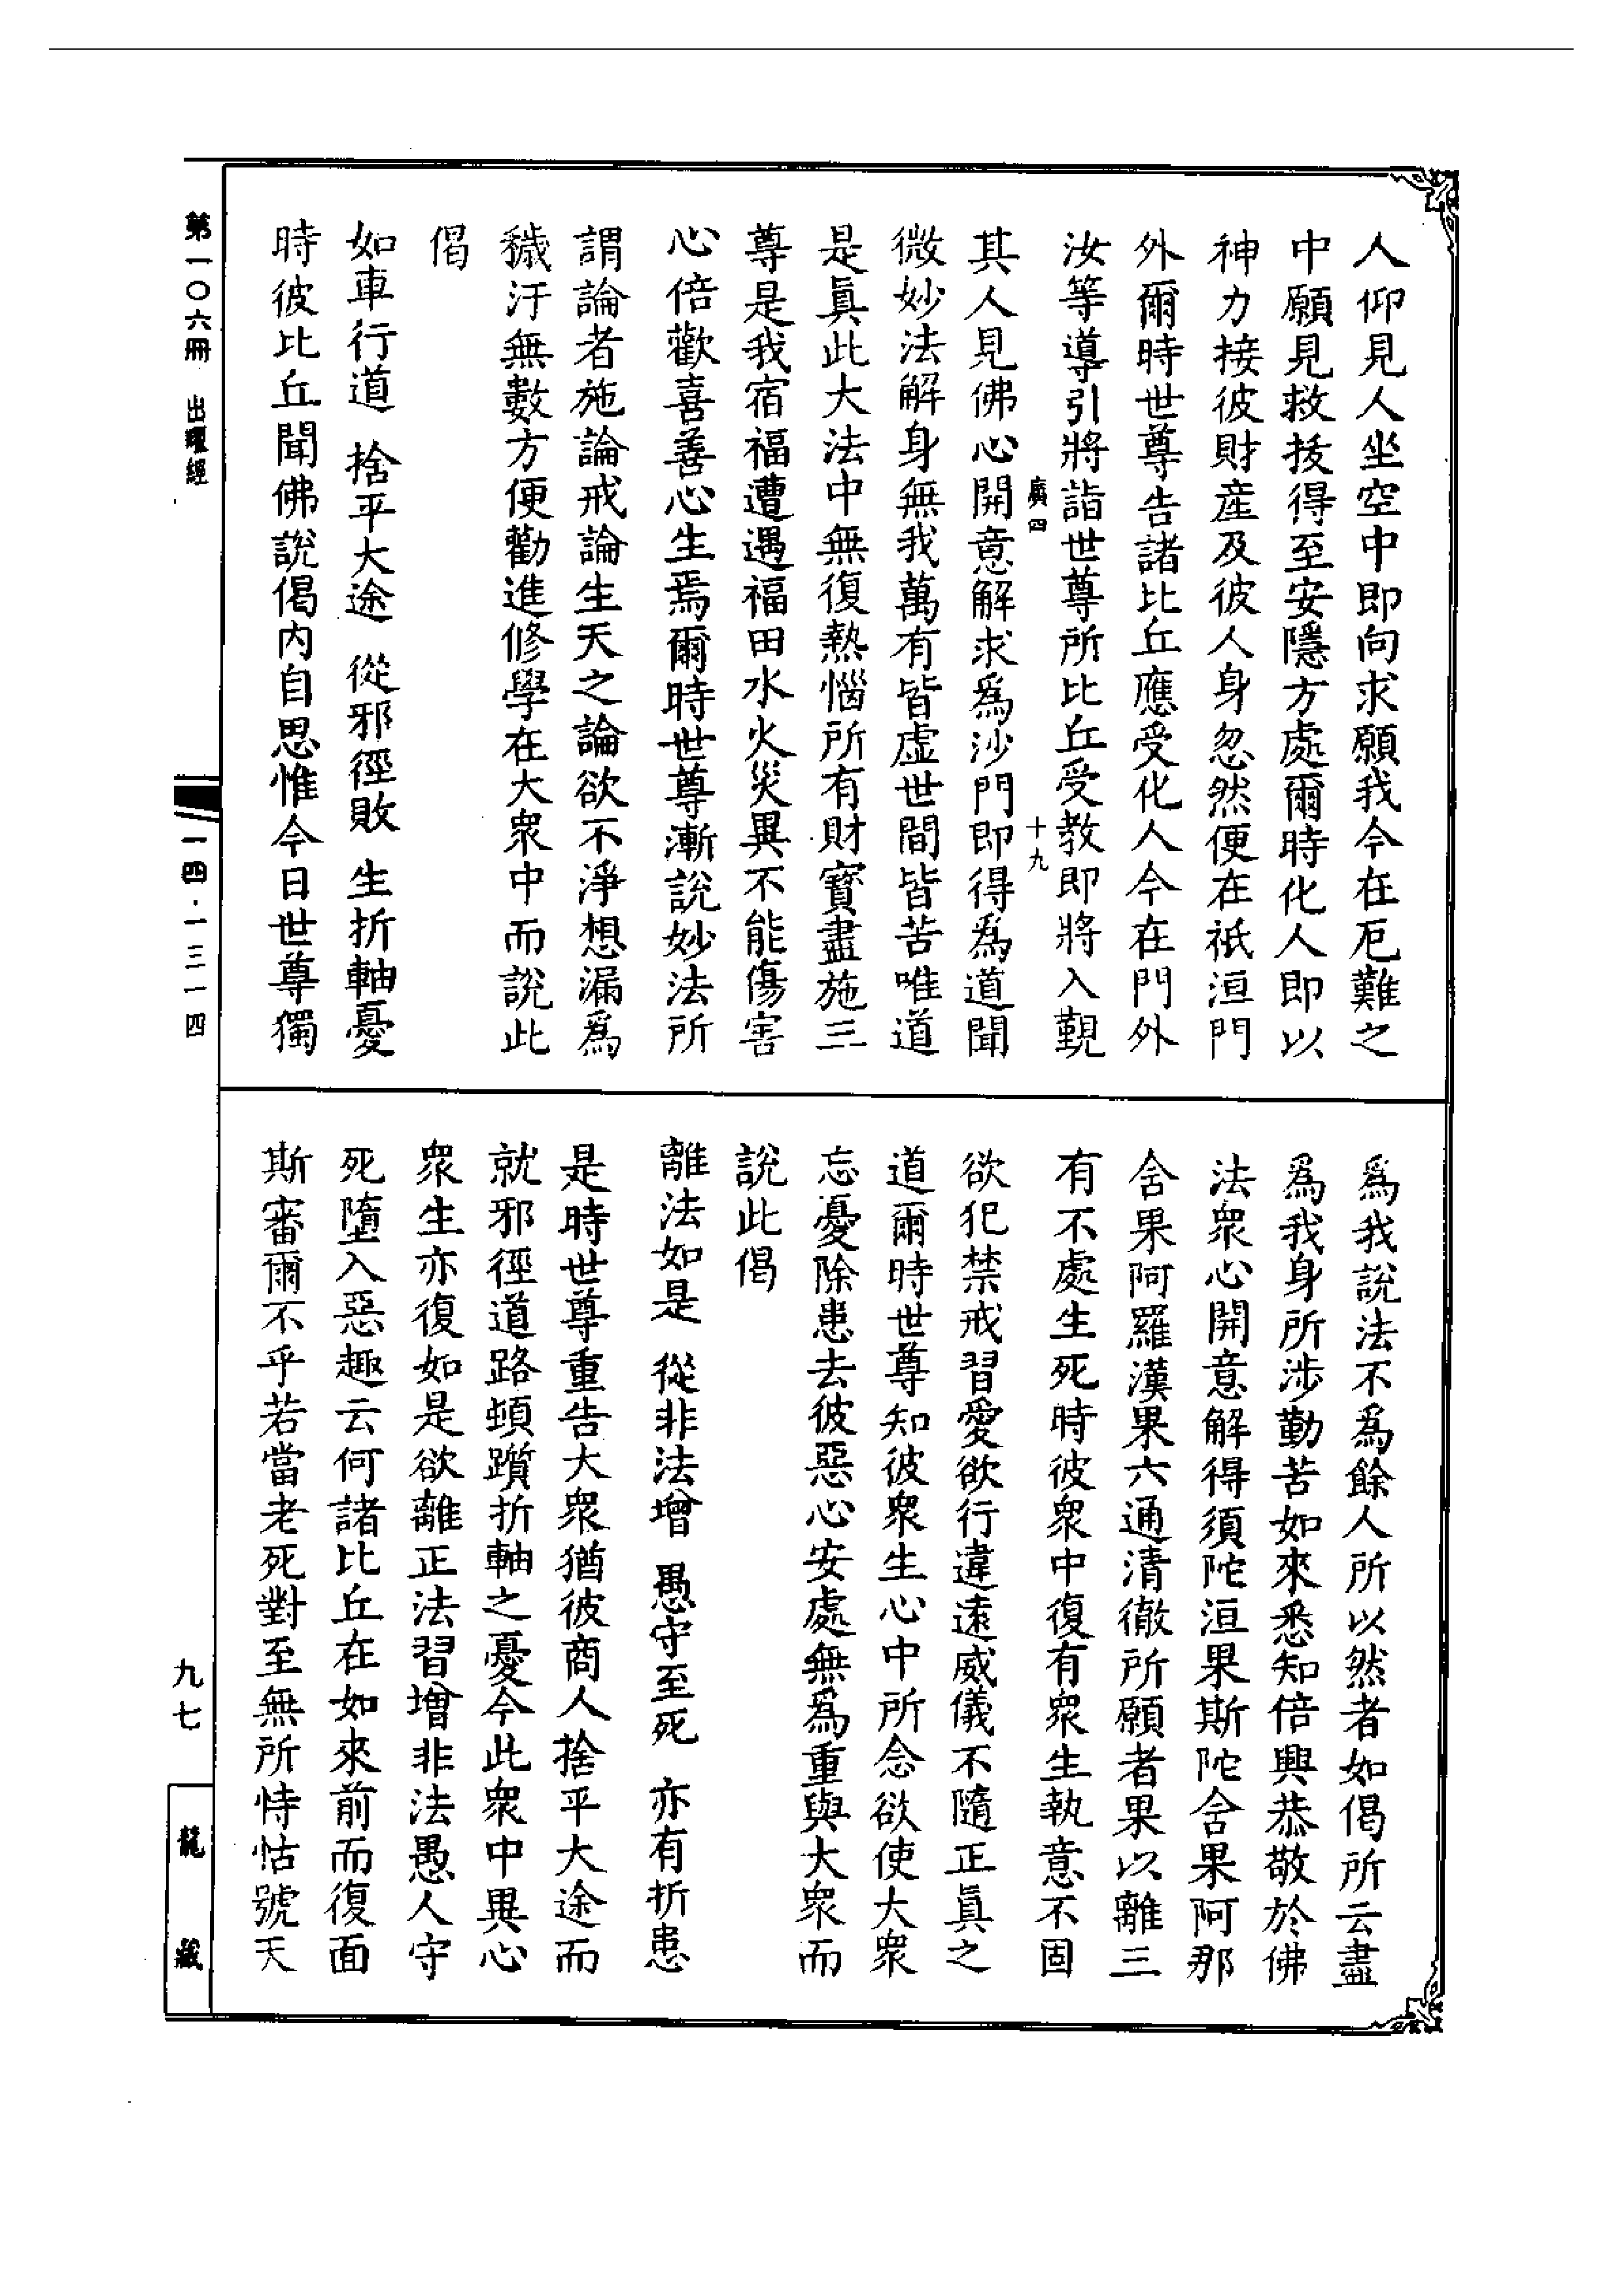 人仰見人坐空中即向求願我今在厄難之
中願見救拔得至安隱方處爾時化人即以
神力接彼財産及彼人身忽然便在祇洹門
外爾時世尊告諸比丘應受化人今在門外
汝等導引將詣世尊所比丘受教即將入覲
廣四
十九
其人見佛心開意解求爲沙門即得爲道聞
微妙法解身無我萬有皆虛世間皆苦唯道
是眞此大法中無復熱惱所有財寳盡施三
尊是我宿福遭遇福田水火災異不能傷害
心倍歡喜善心生焉爾時世尊漸說妙法所
謂論者施論戒論生天之論欲不淨想漏爲
穢汙無數方便勸進修學在大衆中而說此
偈
如車行道 捨平大途 從邪徑敗 生折軸憂
時彼比丘聞佛說偈内自思惟今日世尊獨
爲我說法不爲餘人所以然者如偈所云盡
爲我身所涉勤苦如來悉知倍興恭敬於佛
法衆心開意解得須陀洹果斯陀含果阿那
含果阿羅漢果六通清徹所願者果以離三
有不處生死時彼衆中復有衆生執意不固
欲犯禁戒習愛欲行違遠威儀不隨正眞之
道爾時世尊知彼衆生心中所念欲使大衆
忘憂除患去彼惡心安處無爲重與大衆而
說此偈
離法如是 從非法增 愚守至死 亦有折患
是時世尊重告大衆猶彼商人捨平大途而
就邪徑道路頓躓折軸之憂今此衆中異心
衆生亦復如是欲離正法習增非法愚人守
死墮入惡趣云何諸比丘在如來前而復面
斯審爾不乎若當老死對至無所恃怙號天
第一〇六冊 出曜經
一四·一三一四
九七
龍藏